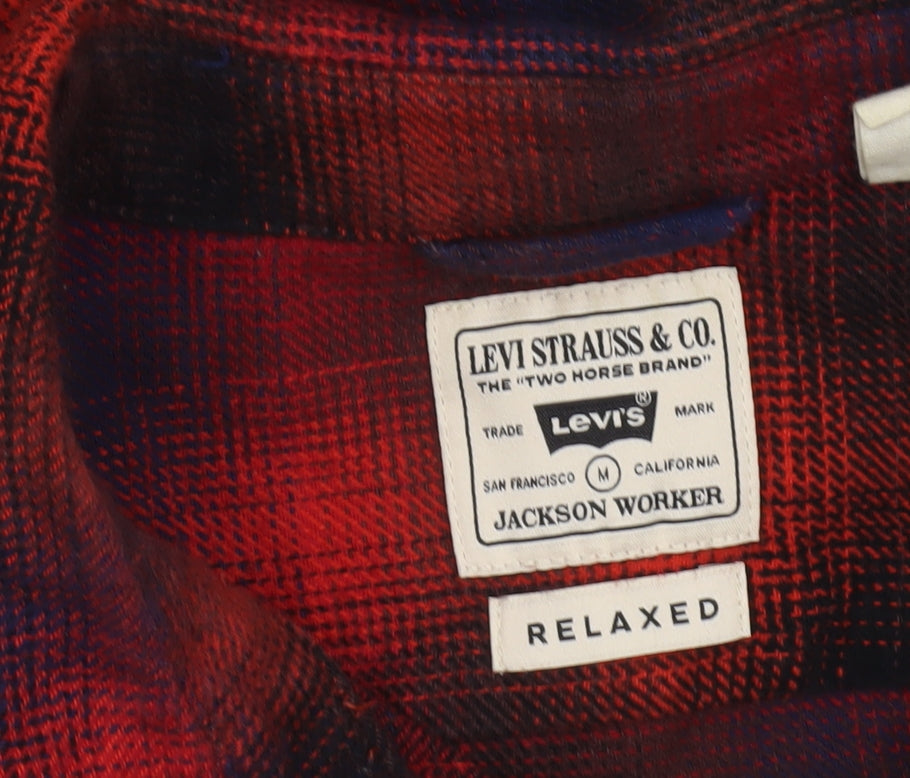 LEVI STRAUSS & CO.
THE "TWO HORSE BRAND"
TRADE LEVI'S® MARK
SAN FRANCISCO M CALIFORNIA
JACKSON WORKER
RELAXED